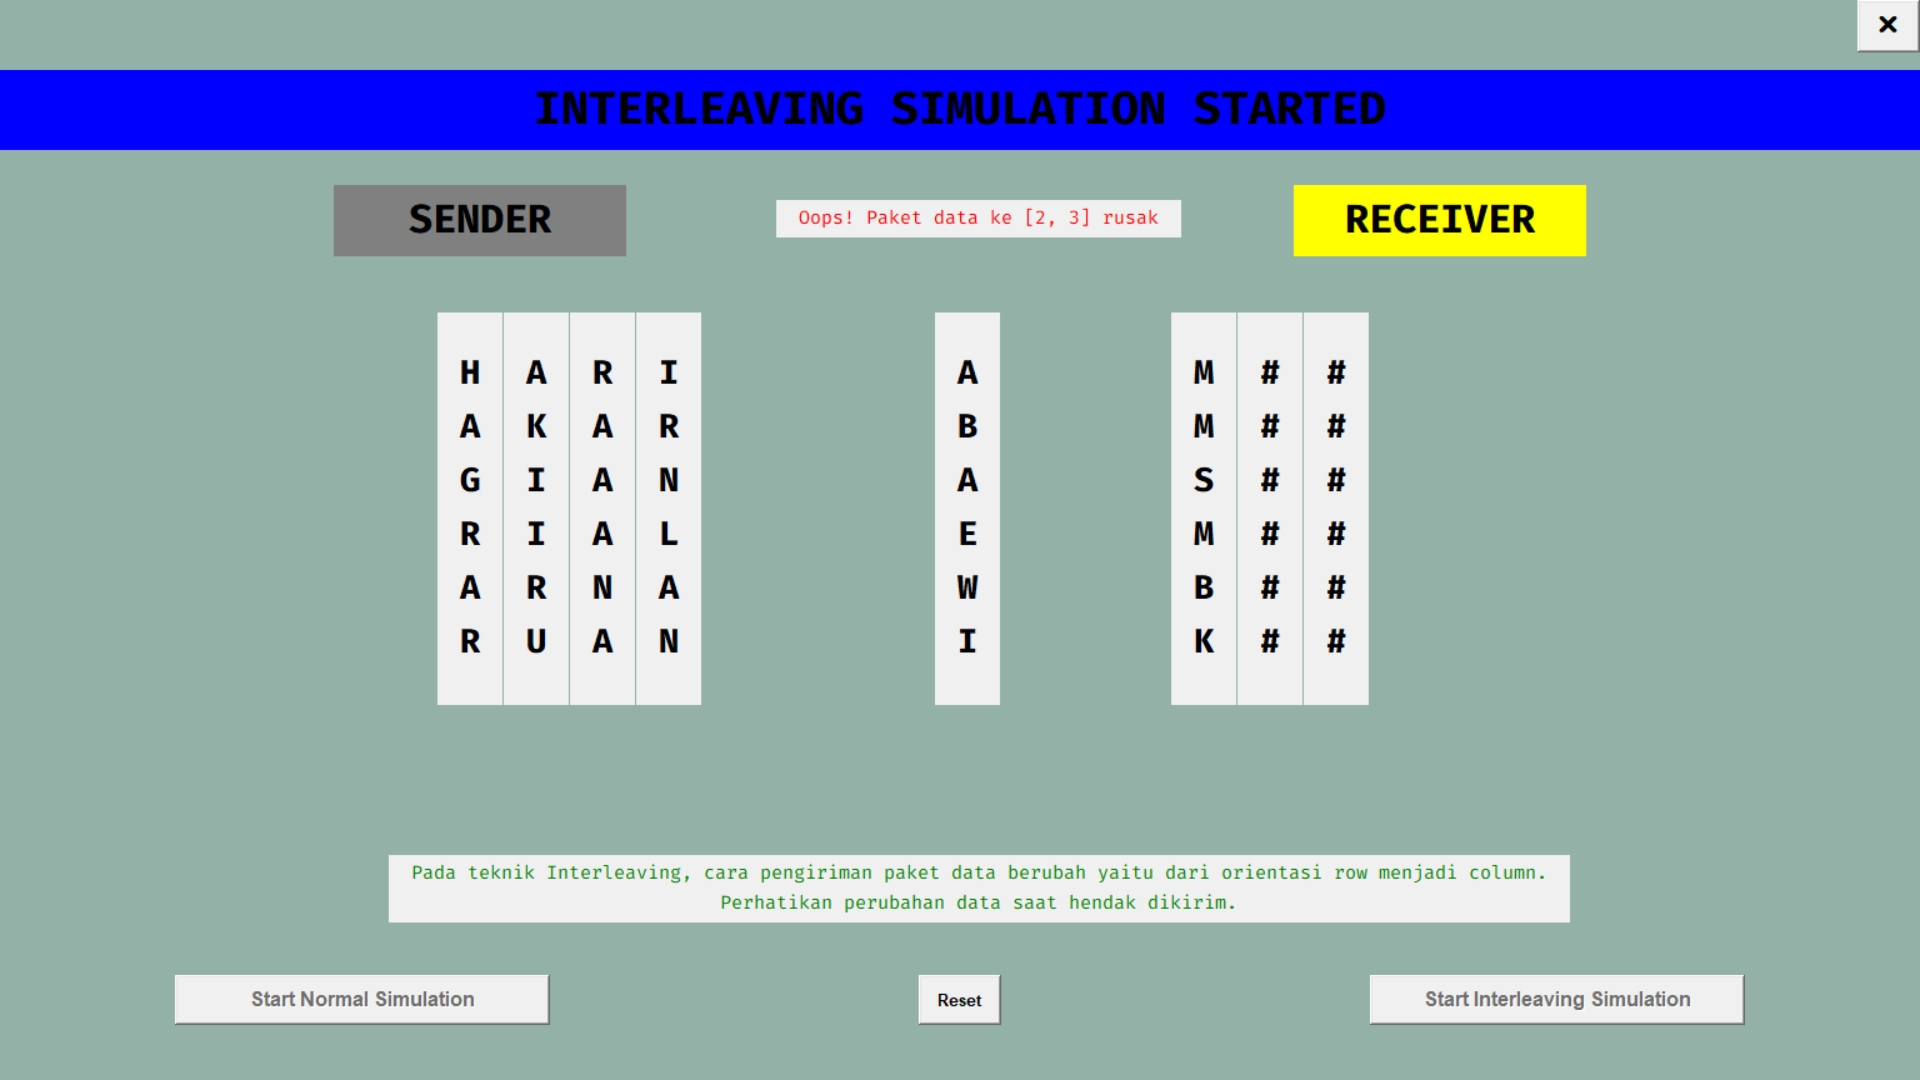 ×
INTERLEAVING SIMULATION STARTED
SENDER
Oops! Paket data ke [2, 3] rusak
RECEIVER
H A R I A M # #
A K A R B M # #
G I A N A S # #
R I A L E M # #
A R N A W B # #
R U A N I K # #
Pada teknik Interleaving, cara pengiriman paket data berubah yaitu dari orientasi row menjadi column.
Perhatikan perubahan data saat hendak dikirim.
Start Normal Simulation
Reset
Start Interleaving Simulation